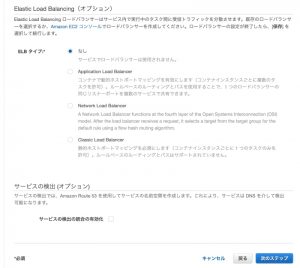 Elastic Load Balancing (オプション)
Elastic Load Balancing ロードバランサーはサービス内で実行中のタスク間に受信トラフィックを分散させます。既存のロードバラン
サーを選択するか、Amazon EC2 コンソールでロードバランサーを作成してください。ロードバランサーの設定が終了したら、[保存] を
選択して続行します。
ELB タイプ:*
なし
サービスでロードバランサーは使用されません。
Application Load Balancer
コンテナで動的ホストポートマッピングを有効にします (コンテナインスタンスごとに複数のタ
スクを許可)。ルールベースのルーティングとパスを使用することで、1 つのロードバランサーの
同じリスナーポートを複数のサービスで共有できます。
Network Load Balancer
A Network Load Balancer functions at the fourth layer of the Open Systems Interconnection (OSI)
model. After the load balancer receives a request, it selects a target from the target group for the
default rule using a flow hash routing algorithm.
Classic Load Balancer
静的ホストポートマッピングを必須にします (コンテナインスタンスごとに 1 つのタスクのみを
許可)。ルールベースのルーティングとパスはサポートされていません。
サービスの検出 (オプション)
サービスの検出では、Amazon Route 53 を使用してサービスの名前空間を作成します。これにより、サービスは DNS を介して検出
可能になります。
サービスの検出の統合の有効化
*必須
キャンセル
戻る
次のステップ